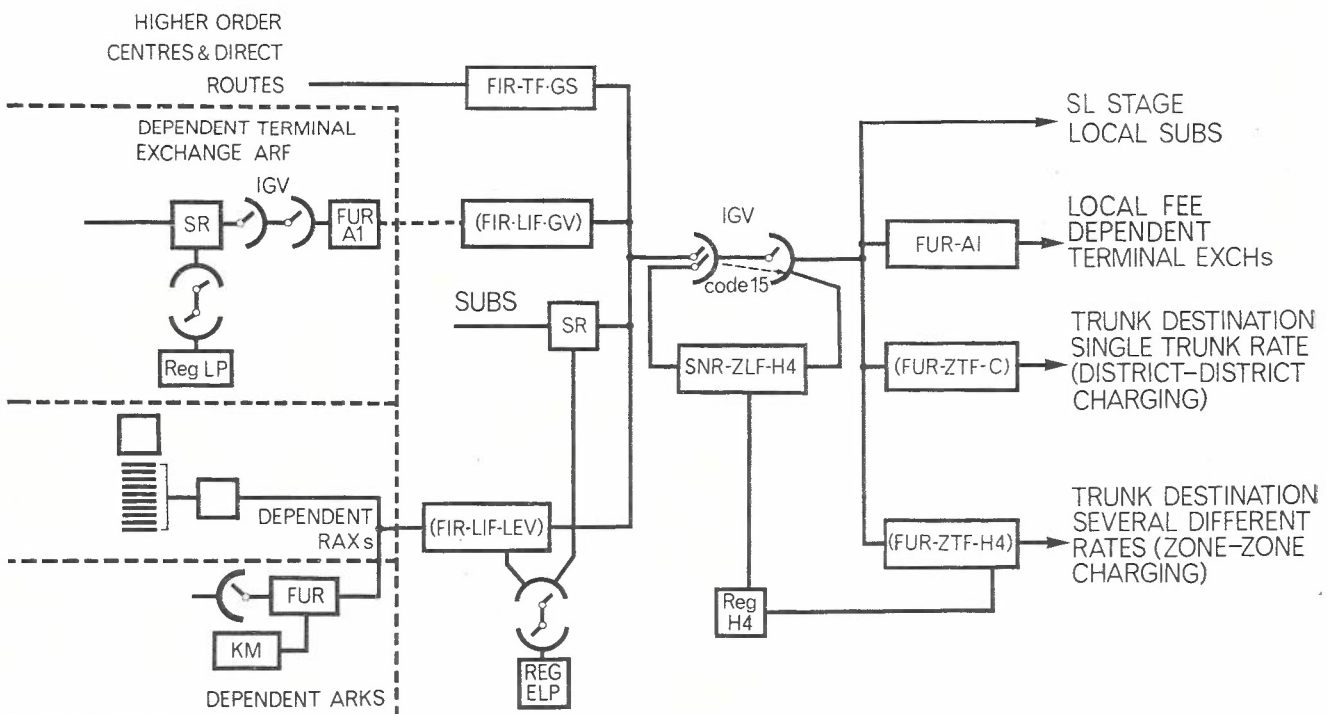 HIGHER ORDER
CENTRES & DIRECT
ROUTES
FIR-TF-GS
DEPENDENT TERMINAL
EXCHANGE ARF
IGV
SR
FUR
A1
Reg LP
(FIR-LIF-GV)
SUBS
SR
IGV
code 15
SNR-ZLF-H4
Reg
H4
SL STAGE
LOCAL SUBS
FUR-A1
LOCAL FEE
DEPENDENT
TERMINAL EXCHs
(FUR-ZTF-C)
TRUNK DESTINATION
SINGLE TRUNK RATE
(DISTRICT-DISTRICT
CHARGING)
(FUR-ZTF-H4)
TRUNK DESTINATION
SEVERAL DIFFERENT
RATES (ZONE-ZONE
CHARGING)
DEPENDENT
RAXs
(FIR-LIF-LEV)
REG
ELP
FUR
KM
DEPENDENT ARKS